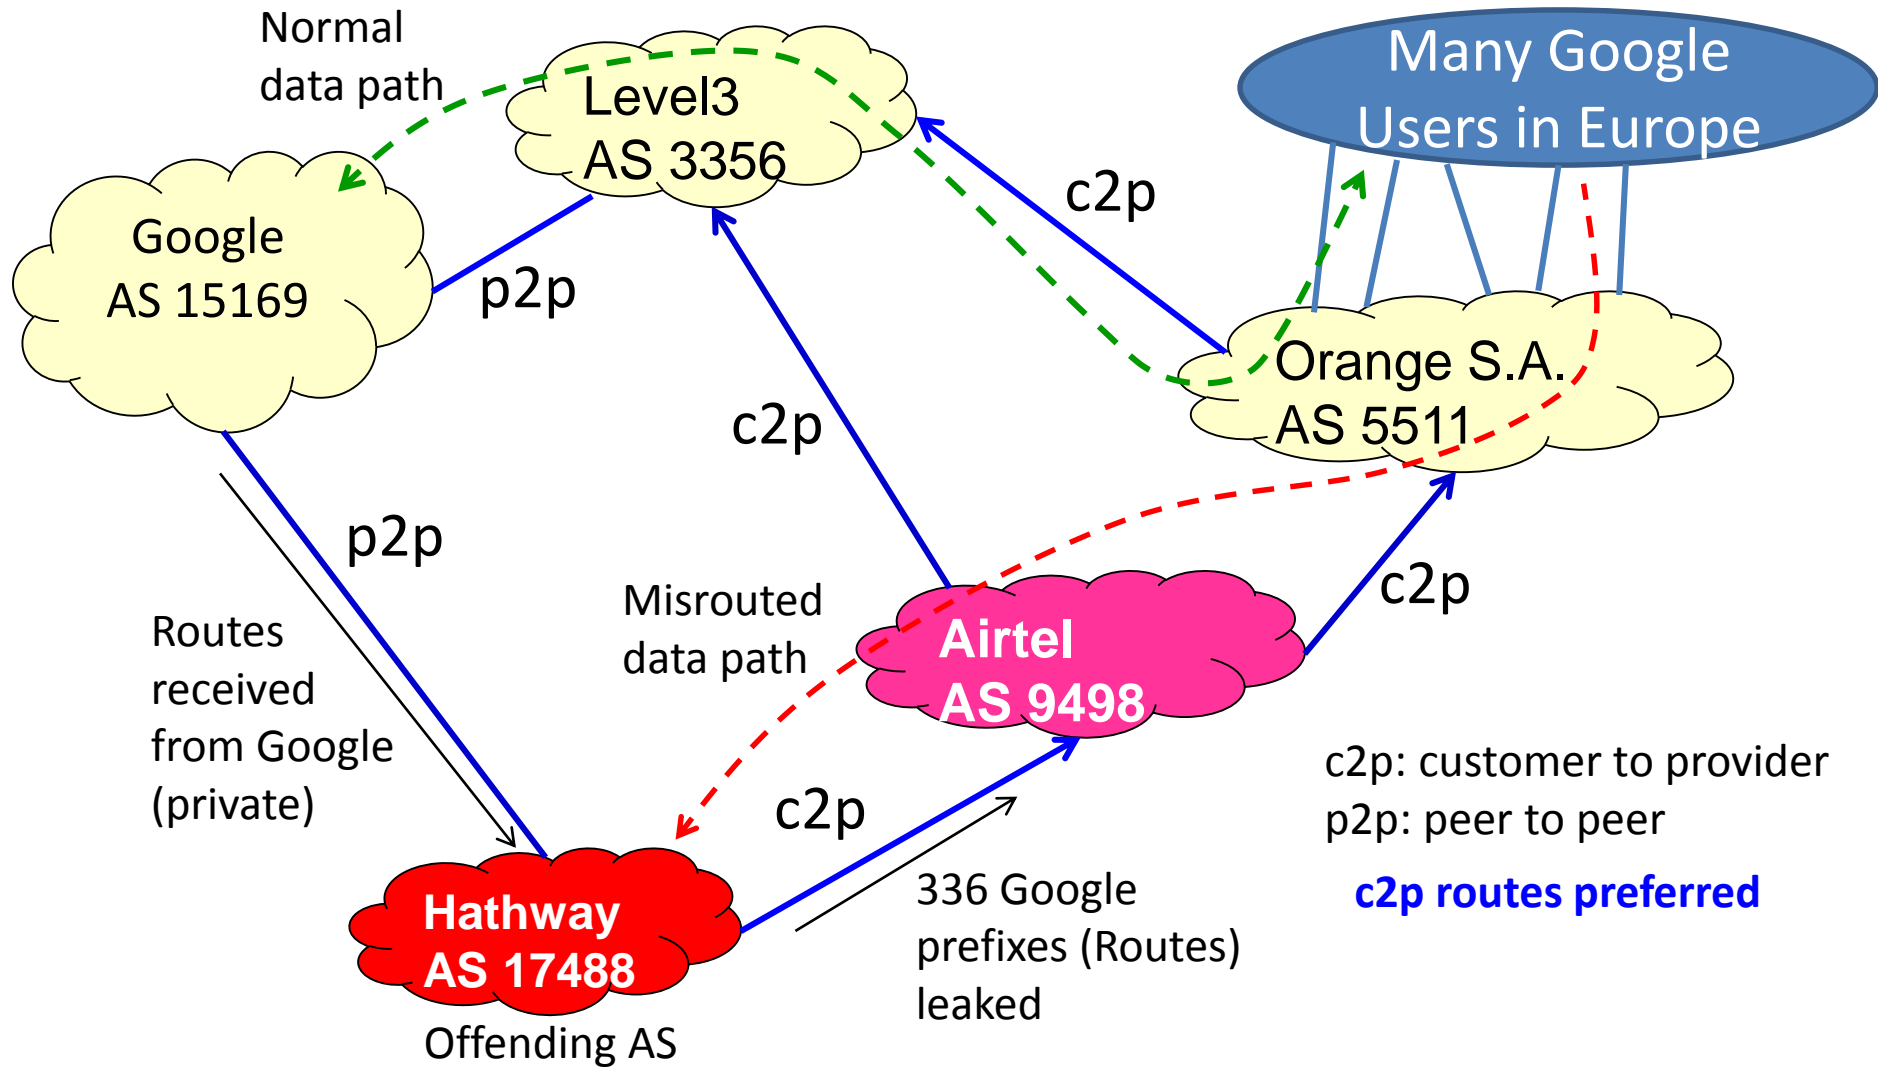 Normal
data path
Level3
AS 3356
Many Google
Users in Europe
c2p
Google
AS 15169
p2p
Orange S.A.
AS 5511
c2p
p2p
c2p
Misrouted
data path
Airtel
AS 9498
Routes
received
from Google
(private)
c2p
c2p: customer to provider
p2p: peer to peer
c2p routes preferred
Hathway
AS 17488
336 Google
prefixes (Routes)
leaked
Offending AS